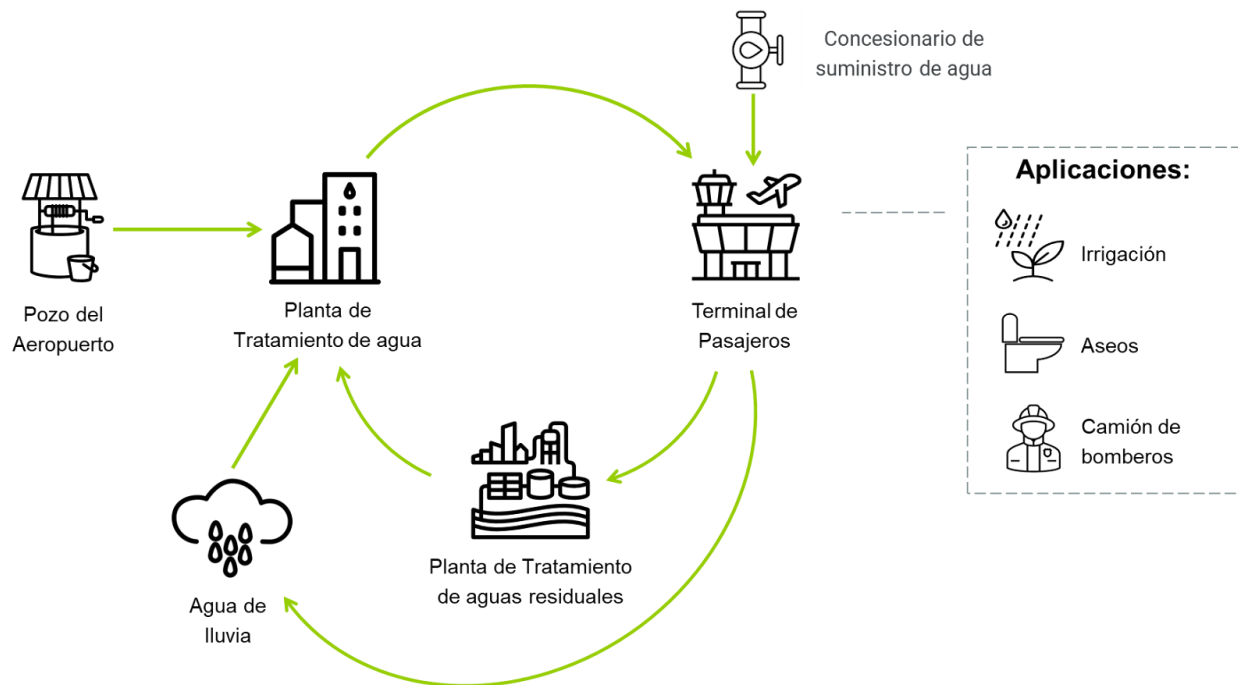 Concesionario de
suministro de agua
Aplicaciones:
Irrigación
Aseos
Camión de
bomberos
Pozo del
Aeropuerto
Planta de
Tratamiento de agua
Terminal de
Pasajeros
Planta de Tratamiento
de aguas residuales
Agua de
lluvia